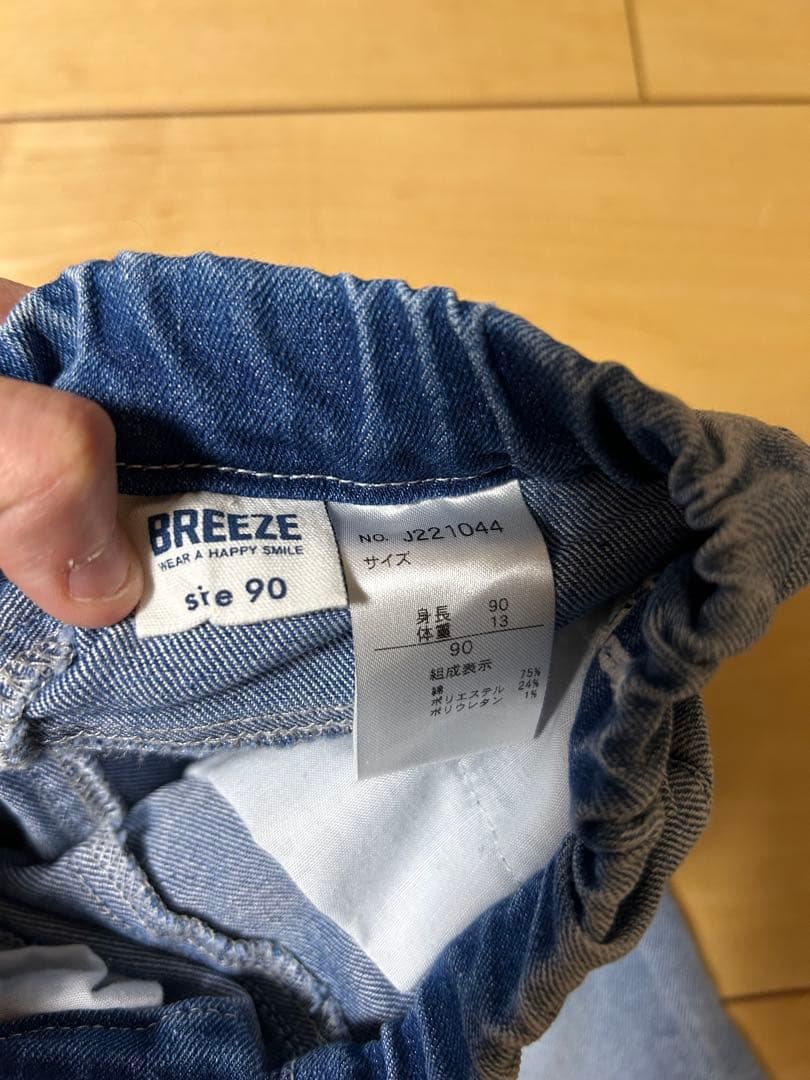 BREEZE
WEAR A HAPPY SMILE
size 90
NO. J221044
サイズ
身長 90
体重 13
90
組成表示
綿 75%
ポリエステル 24%
ポリウレタン 1%